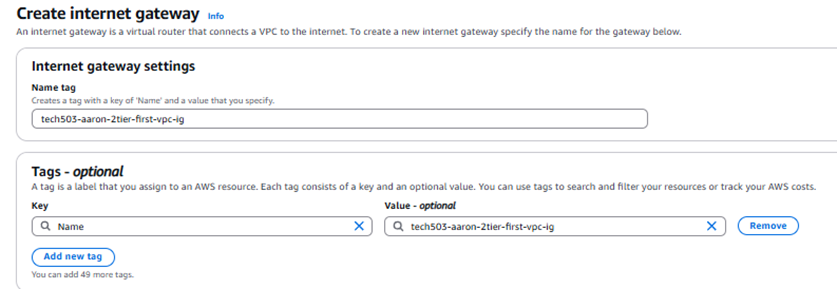 Create internet gateway Info
An internet gateway is a virtual router that connects a VPC to the internet. To create a new internet gateway specify the name for the gateway below.
Internet gateway settings
Name tag
Creates a tag with a key of 'Name' and a value that you specify.
tech503-aaron-2tier-first-vpc-ig
Tags - optional
A tag is a label that you assign to an AWS resource. Each tag consists of a key and an optional value. You can use tags to search and filter your resources or track your AWS costs.
Key Value - optional
Name tech503-aaron-2tier-first-vpc-ig Remove
Add new tag
You can add 49 more tags.